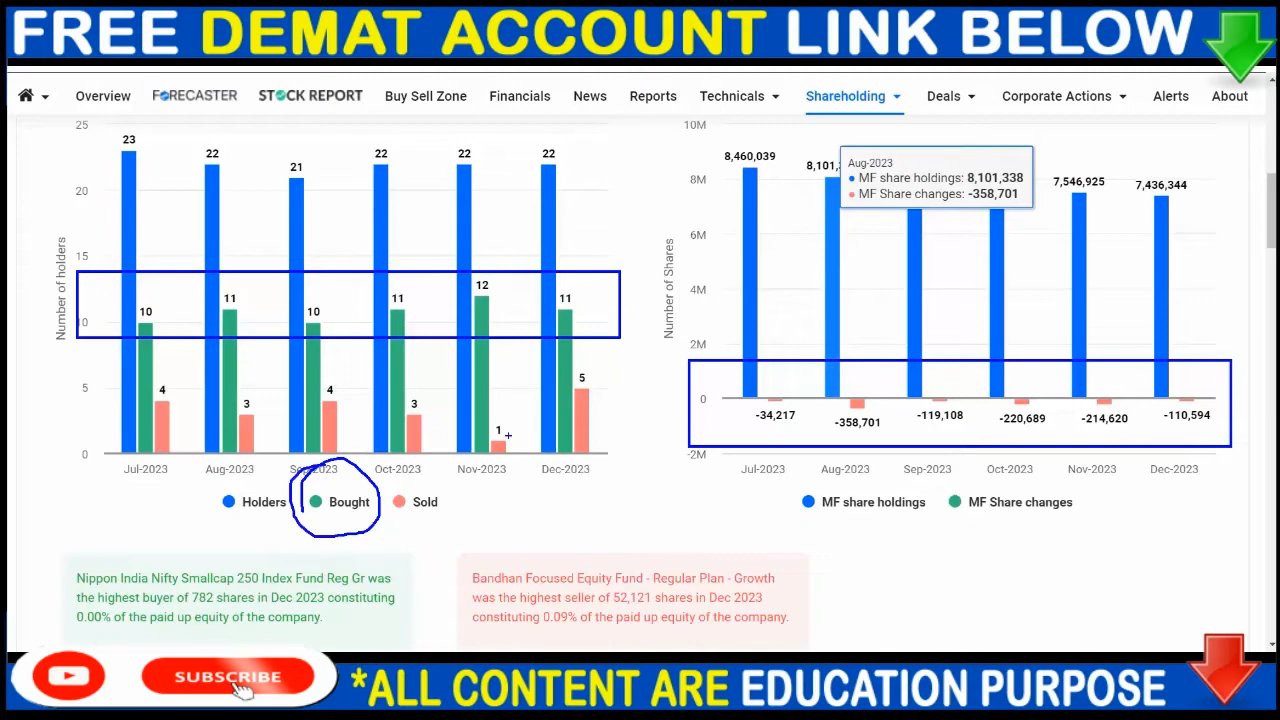 FREE DEMAT ACCOUNT LINK BELOW
Overview FORECASTER STOCK REPORT Buy Sell Zone Financials News Reports Technicals Shareholding Deals Corporate Actions Alerts About
25
23
22
21
22
22
22
20
15
Number of holders
10
11
10
11
12
11
10
5
4
3
4
3
1
5
0
Jul-2023 Aug-2023 Sep-2023 Oct-2023 Nov-2023 Dec-2023
Holders Bought Sold
10M
8,460,039
8,101,
Aug-2023
MF share holdings: 8,101,338
MF Share changes: -358,701
7,546,925
7,436,344
8M
6M
Number of Shares
4M
2M
0
-34,217
-358,701
-119,108
-220,689
-214,620
-110,594
-2M
Jul-2023 Aug-2023 Sep-2023 Oct-2023 Nov-2023 Dec-2023
MF share holdings MF Share changes
Nippon India Nifty Smallcap 250 Index Fund Reg Gr was
the highest buyer of 782 shares in Dec 2023 constituting
0.00% of the paid up equity of the company.
Bandhan Focused Equity Fund - Regular Plan - Growth
was the highest seller of 52,121 shares in Dec 2023
constituting 0.09% of the paid up equity of the company.
SUBSCRIBE
*ALL CONTENT ARE EDUCATION PURPOSE